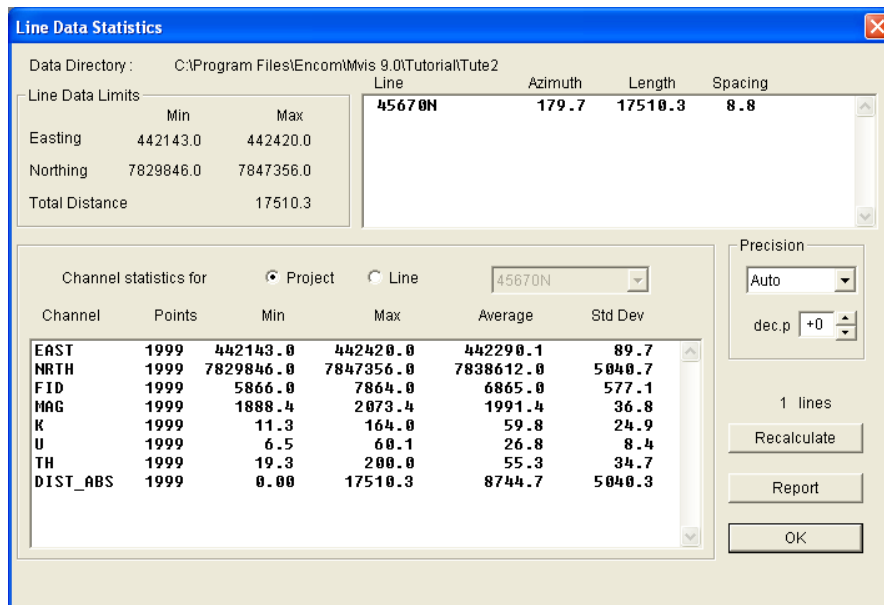 Line Data Statistics
Data Directory : C:\Program Files\Encom\Mvis 9.0\Tutorial\Tute2
Line Data Limits
Min Max
Easting 442143.0 442420.0
Northing 7829846.0 7847356.0
Total Distance 17510.3
Line Azimuth Length Spacing
45670N 179.7 17510.3 8.8
Channel statistics for Project Line 45670N
Channel Points Min Max Average Std Dev
EAST 1999 442143.0 442420.0 442290.1 89.7
NRTH 1999 7829846.0 7847356.0 7838612.0 5040.7
FID 1999 5866.0 7864.0 6865.0 577.1
MAG 1999 1888.4 2073.4 1991.4 36.8
K 1999 11.3 164.0 59.8 24.9
U 1999 6.5 60.1 26.8 8.4
TH 1999 19.3 200.0 55.3 34.7
DIST_ABS 1999 0.00 17510.3 8744.7 5040.3
Precision
Auto
dec.p +0
1 lines
Recalculate
Report
OK